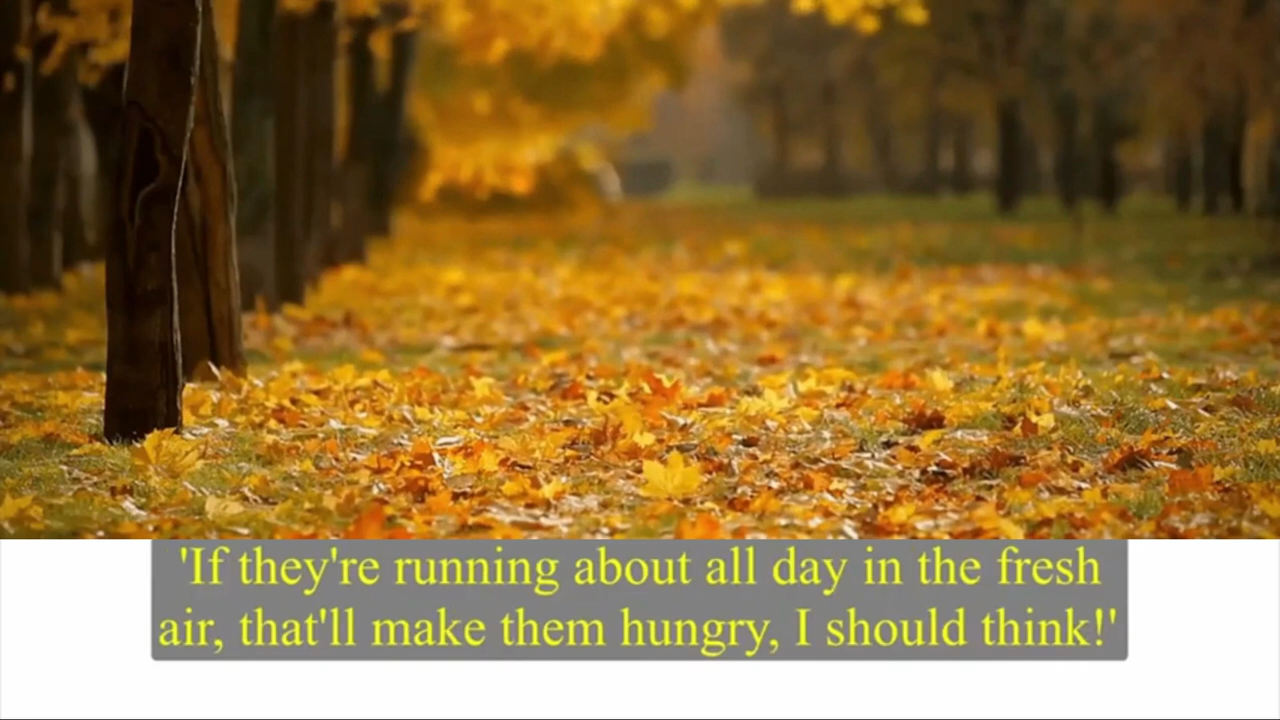 'If they're running about all day in the fresh
air, that'll make them hungry, I should think!'